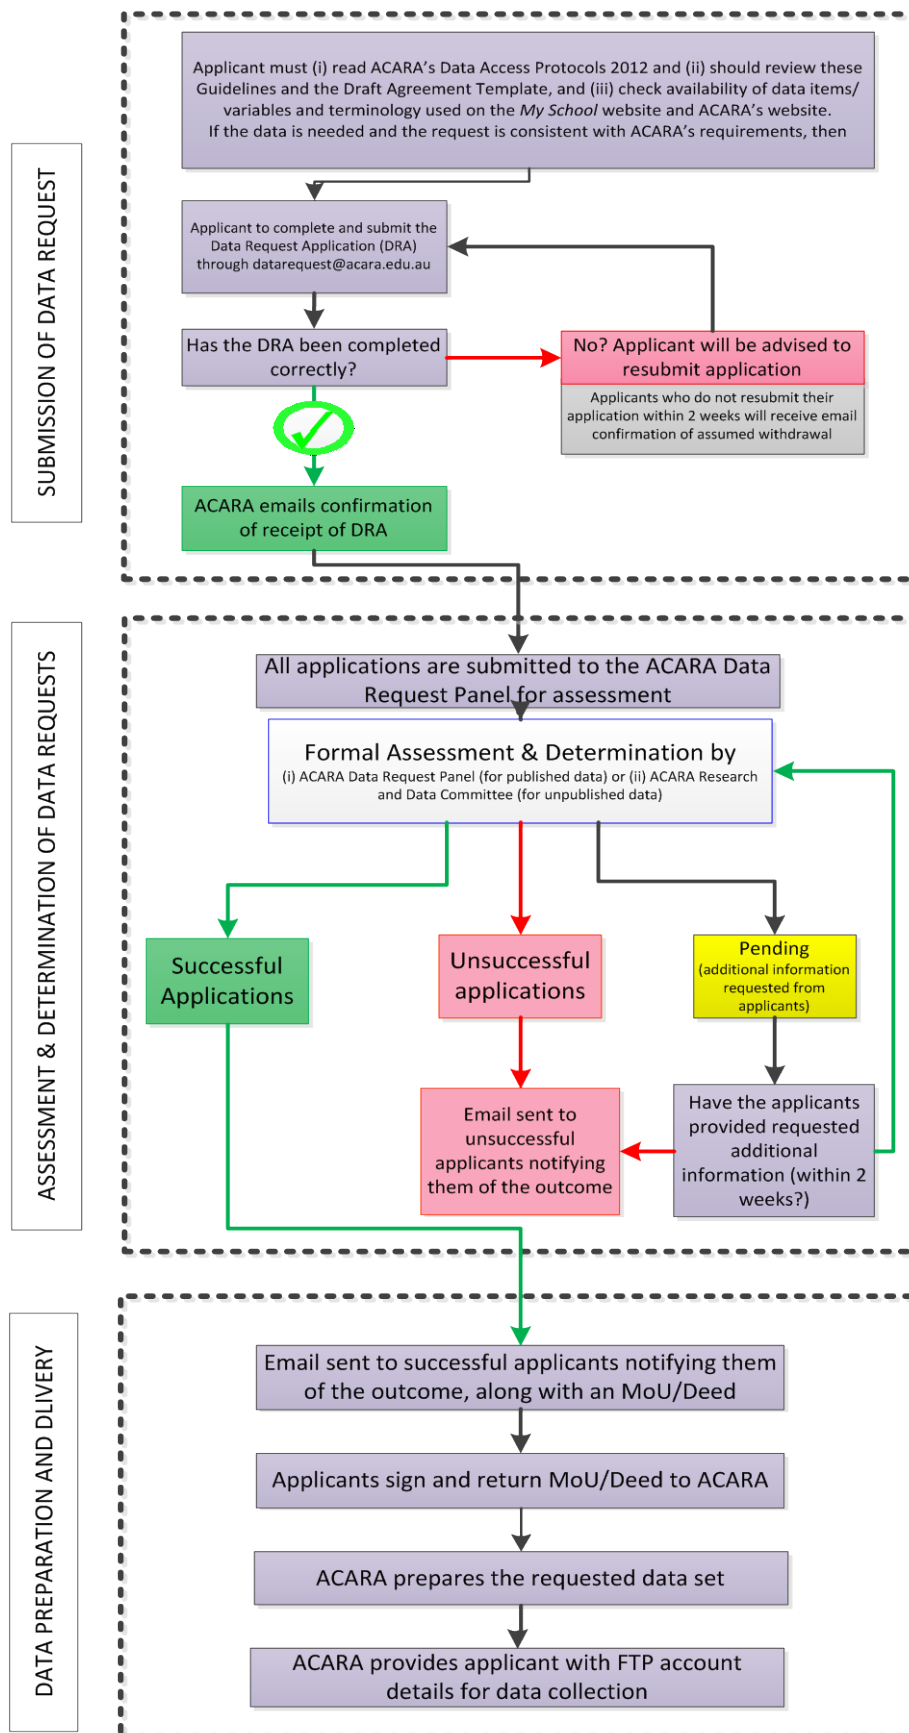 SUBMISSION OF DATA REQUEST
Applicant must (i) read ACARA's Data Access Protocols 2012 and (ii) should review these
Guidelines and the Draft Agreement Template, and (iii) check availability of data items/
variables and terminology used on the My School website and ACARA's website.
If the data is needed and the request is consistent with ACARA's requirements, then
Applicant to complete and submit the
Data Request Application (DRA)
through datarequest@acara.edu.au
Has the DRA been completed
correctly?
No? Applicant will be advised to
resubmit application
Applicants who do not resubmit their
application within 2 weeks will receive email
confirmation of assumed withdrawal
ACARA emails confirmation
of receipt of DRA
ASSESSMENT & DETERMINATION OF DATA REQUESTS
All applications are submitted to the ACARA Data
Request Panel for assessment
Formal Assessment & Determination by
(i) ACARA Data Request Panel (for published data) or (ii) ACARA Research
and Data Committee (for unpublished data)
Successful
Applications
Unsuccessful
applications
Pending
(additional information
requested from
applicants)
Email sent to
unsuccessful
applicants notifying
them of the outcome
Have the applicants
provided requested
additional
information (within 2
weeks?)
DATA PREPARATION AND DLIVERY
Email sent to successful applicants notifying them
of the outcome, along with an MoU/Deed
Applicants sign and return MoU/Deed to ACARA
ACARA prepares the requested data set
ACARA provides applicant with FTP account
details for data collection